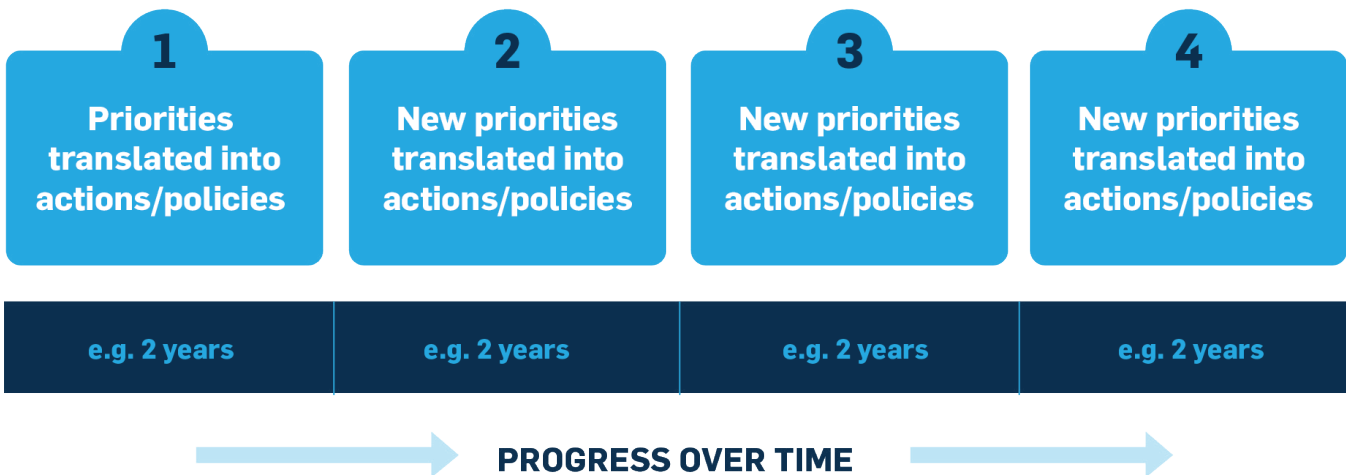 1
Priorities
translated into
actions/policies
2
New priorities
translated into
actions/policies
3
New priorities
translated into
actions/policies
4
New priorities
translated into
actions/policies
e.g. 2 years
e.g. 2 years
e.g. 2 years
e.g. 2 years
PROGRESS OVER TIME